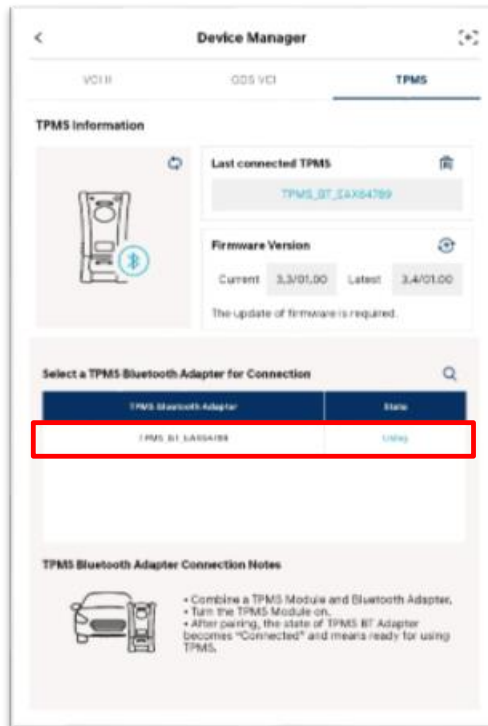 Device Manager
VCI II
GDS VCI
TPMS
TPMS Information
Last connected TPMS
TPMS_BT_EAX64789
Firmware Version
Current 3.3/01.00 Latest 3.4/01.00
The update of firmware is required.
Select a TPMS Bluetooth Adapter for Connection
TPMS Bluetooth Adapter
State
TPMS_BT_EAX64789
Using
TPMS Bluetooth Adapter Connection Notes
• Combine a TPMS Module and Bluetooth Adapter.
• Turn the TPMS Module on.
• After pairing, the state of TPMS BT Adapter
becomes "Connected" and means ready for using
TPMS.